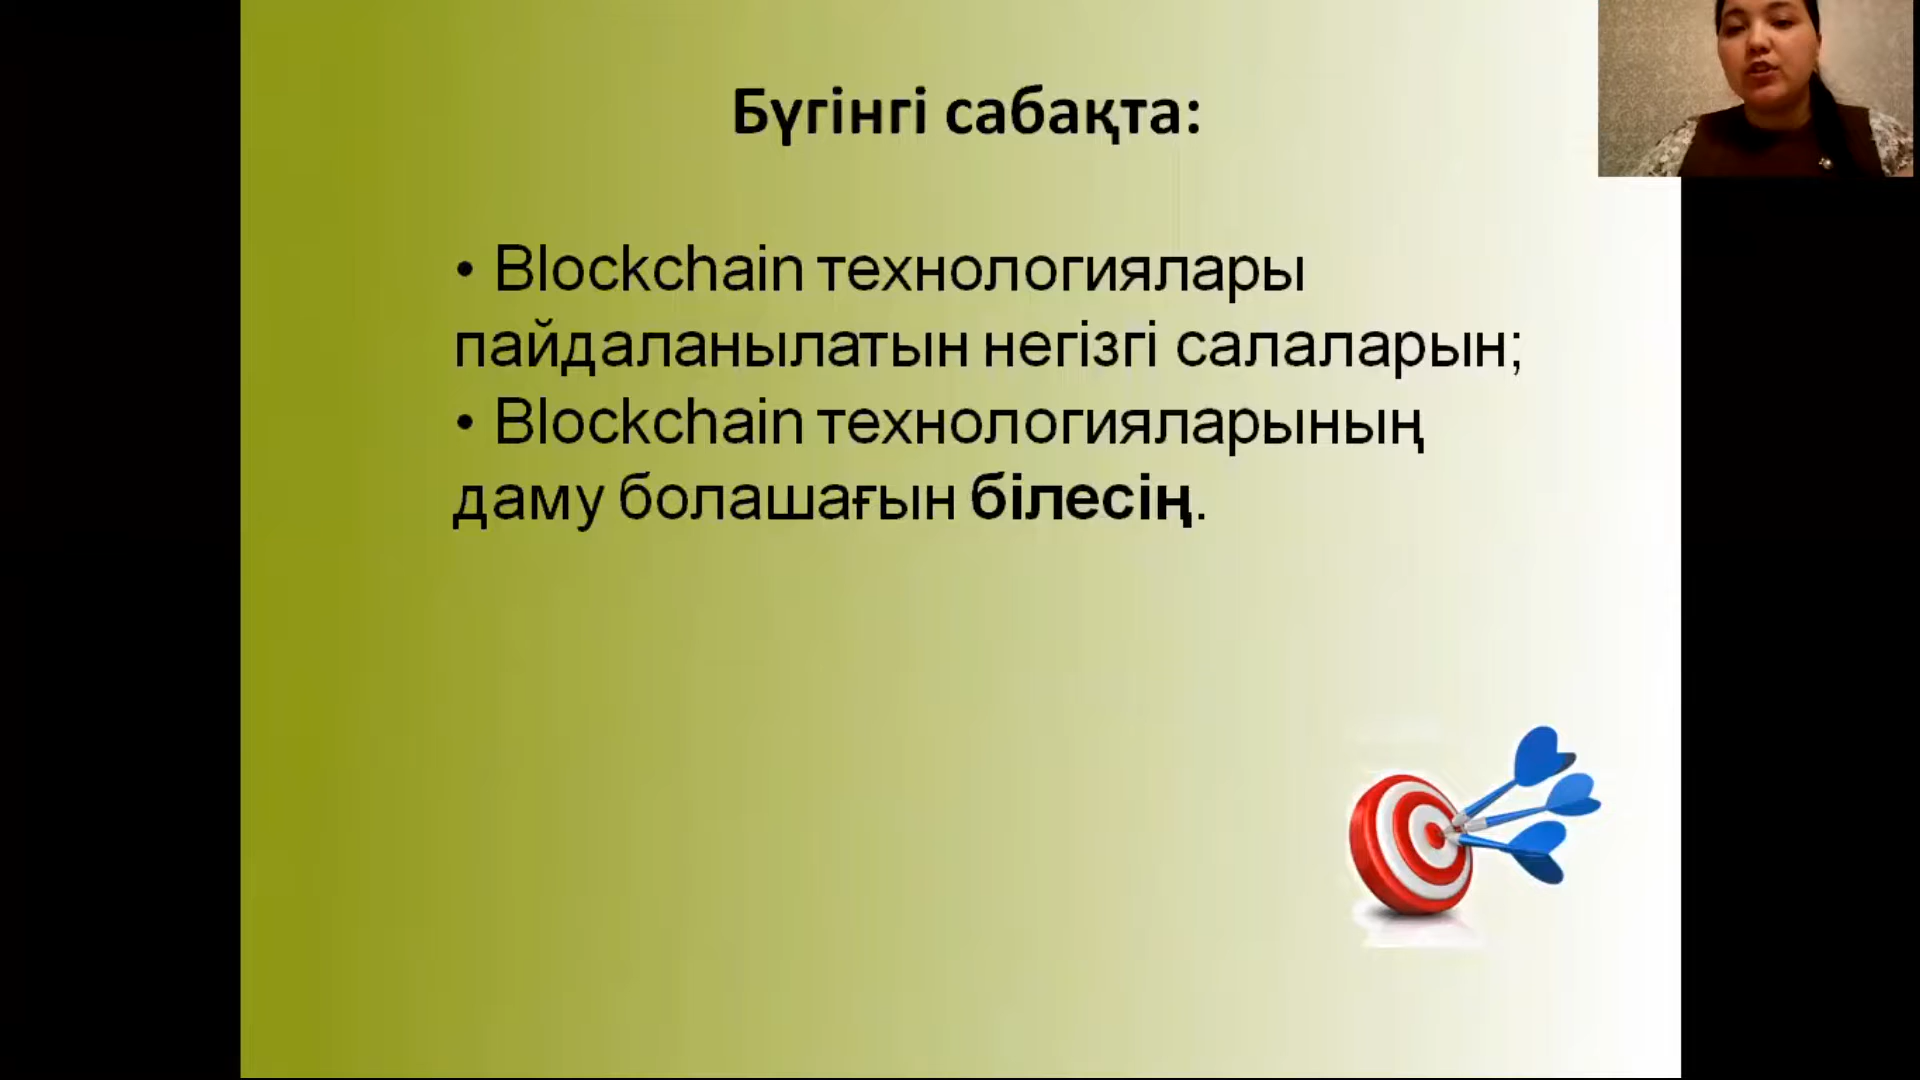 Бүгінгі сабақта:
• Blockchain технологиялары
пайдаланылатын негізгі салаларын;
• Blockchain технологияларының
даму болашағын білесің.